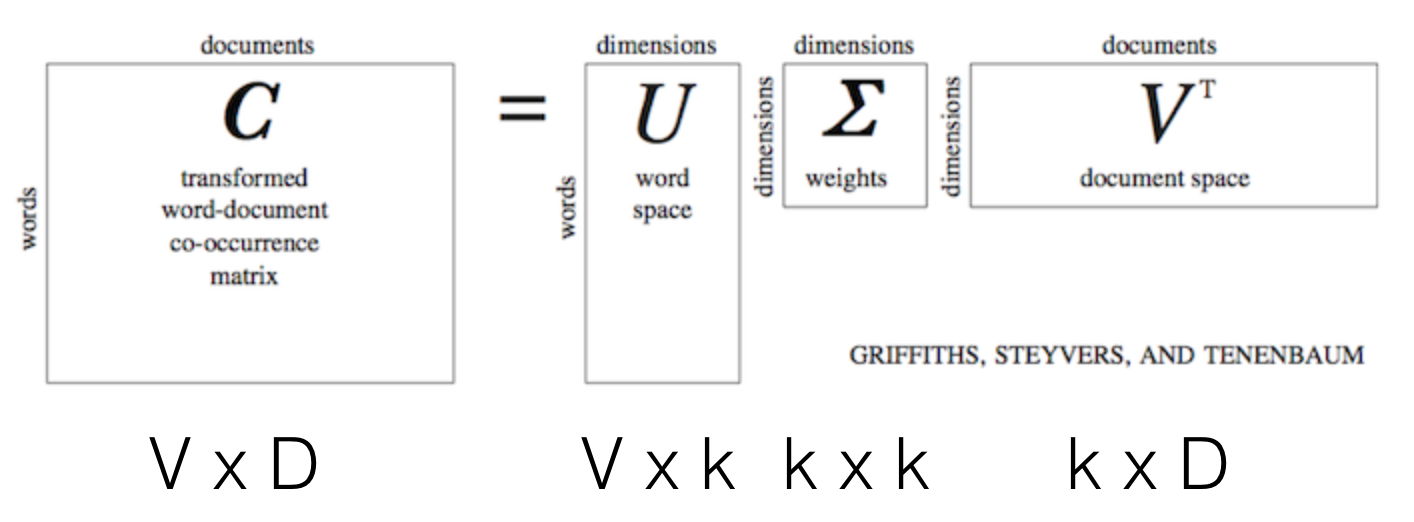 documents
dimensions
dimensions
documents
C
=
U
Σ
V^T
transformed
word-document
co-occurrence
matrix
word
space
weights
document space
words
words
dimensions
dimensions
GRIFFITHS, STEYVERS, AND TENENBAUM
V x D
V x k
k x k
k x D